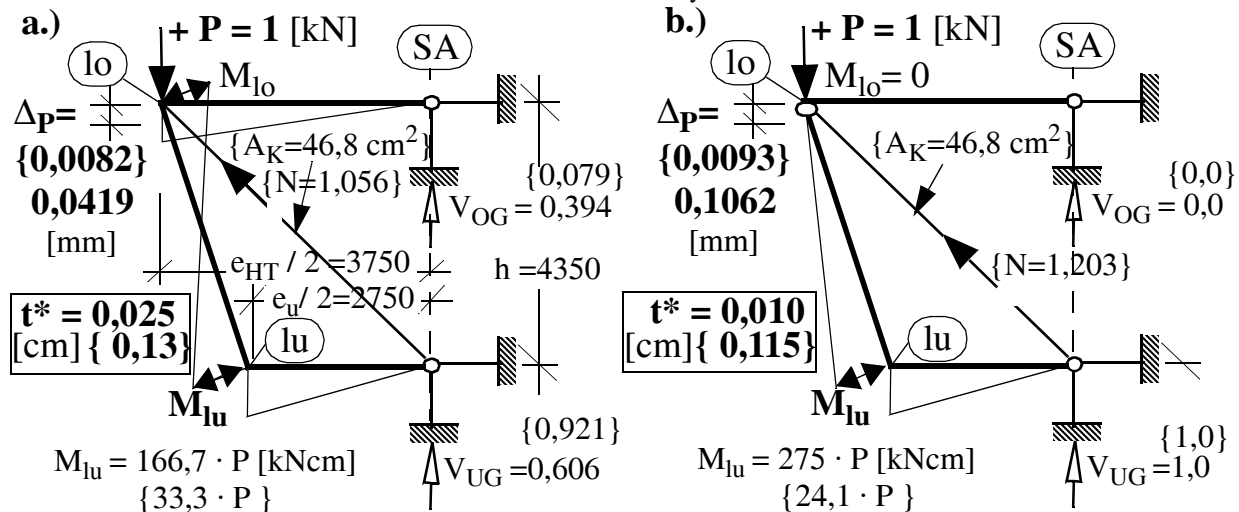 a.)
+ P = 1 [kN]
SA
lo
M_lo
Δ_P=
{0,0082}
0,0419
[mm]
{A_K=46,8 cm²}
{N=1,056}
{0,079}
V_OG = 0,394
e_HT / 2 =3750
h =4350
e_u/ 2=2750
t* = 0,025
[cm] { 0,13}
lu
M_lu
{0,921}
M_lu = 166,7 · P [kNcm]
V_UG =0,606
{33,3 · P }
b.)
+ P = 1 [kN]
SA
lo
M_lo= 0
Δ_P=
{0,0093}
0,1062
[mm]
{A_K=46,8 cm²}
{0,0}
V_OG = 0,0
{N=1,203}
t* = 0,010
[cm]{ 0,115}
lu
M_lu
{1,0}
M_lu = 275 · P [kNcm]
V_UG=1,0
{24,1 · P }